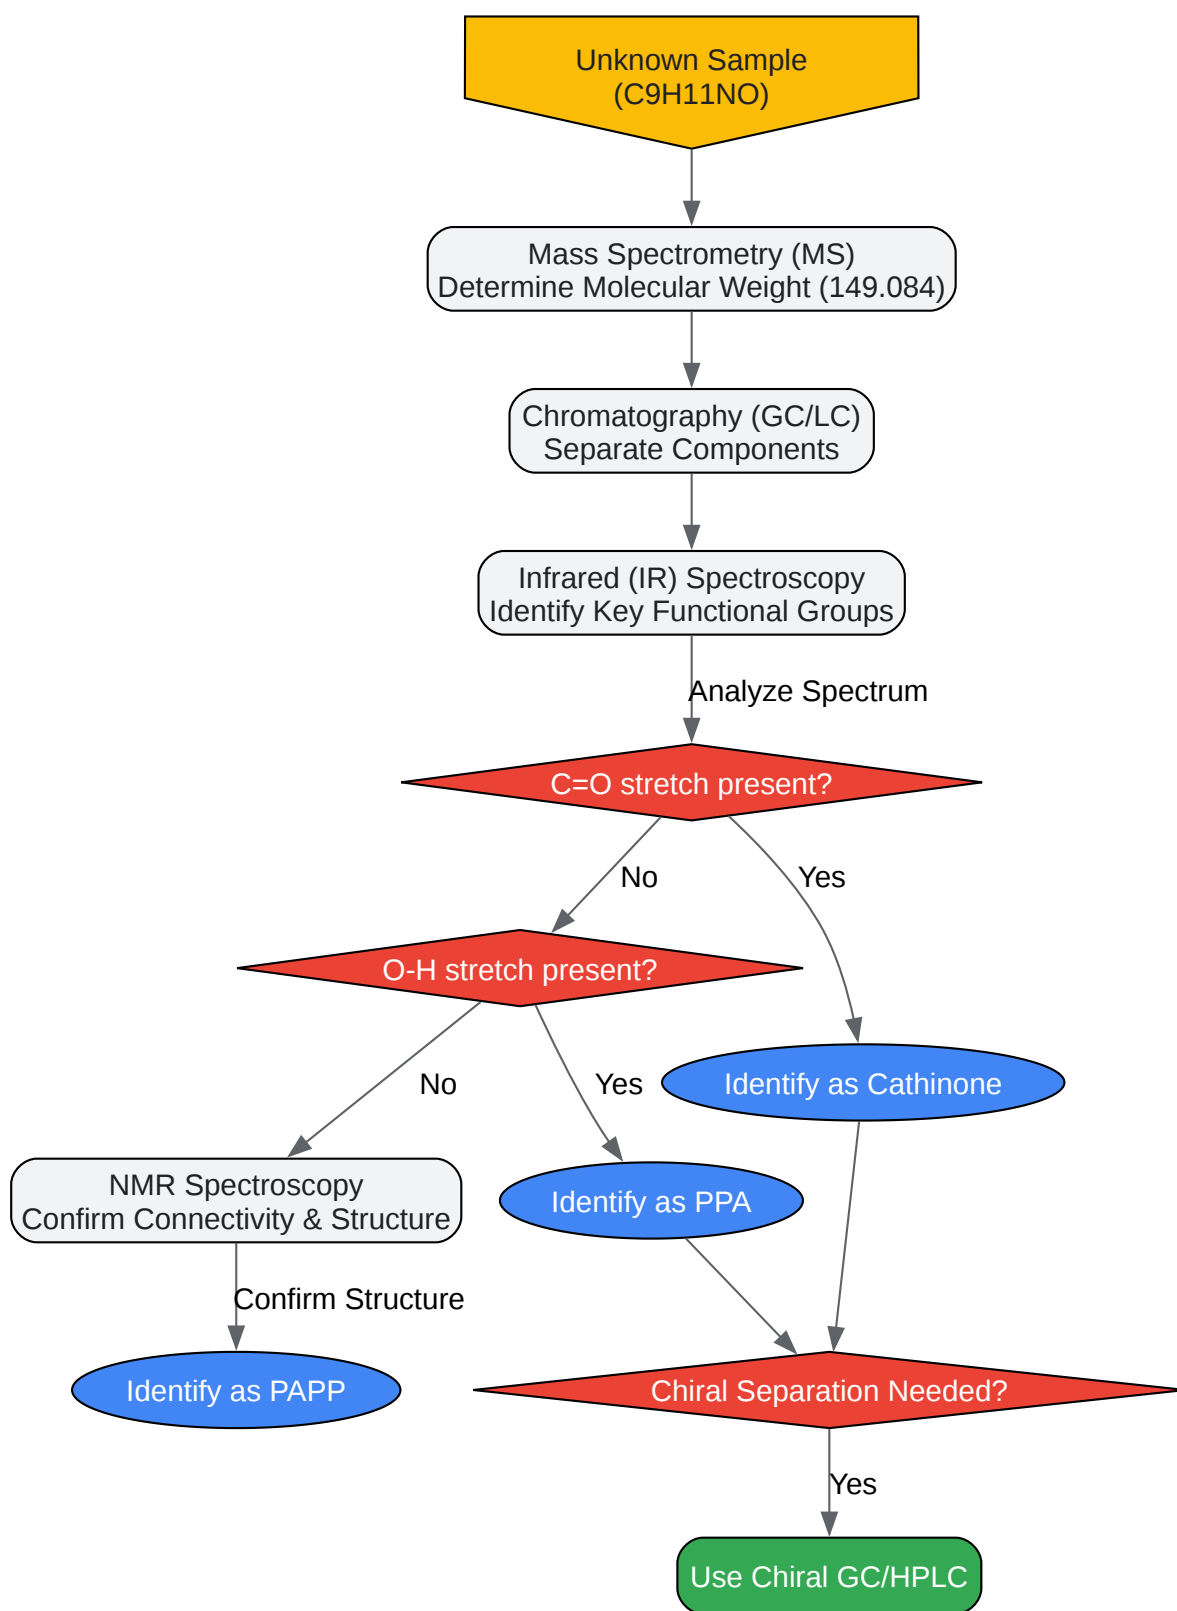 Unknown Sample
(C9H11NO)
Mass Spectrometry (MS)
Determine Molecular Weight (149.084)
Chromatography (GC/LC)
Separate Components
Infrared (IR) Spectroscopy
Identify Key Functional Groups
Analyze Spectrum
C=O stretch present?
No
Yes
O-H stretch present?
No
Yes
Identify as Cathinone
NMR Spectroscopy
Confirm Connectivity & Structure
Identify as PPA
Confirm Structure
Identify as PAPP
Chiral Separation Needed?
Yes
Use Chiral GC/HPLC